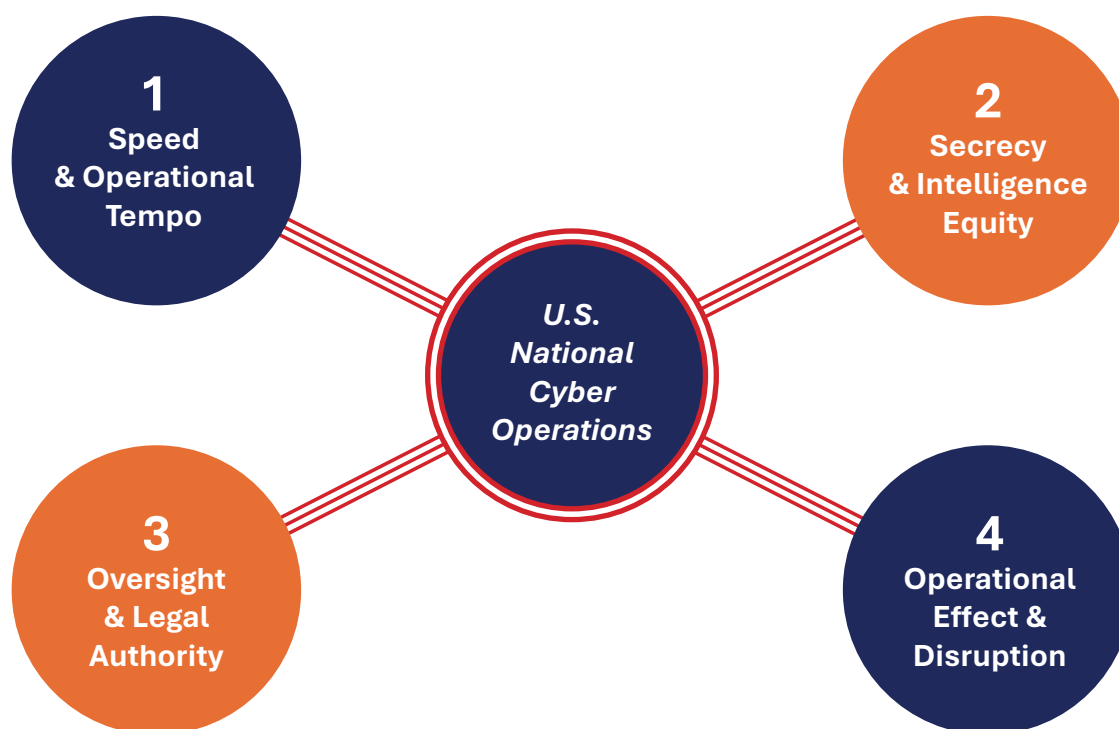 1
Speed
& Operational
Tempo
2
Secrecy
& Intelligence
Equity
U.S.
National
Cyber
Operations
3
Oversight
& Legal
Authority
4
Operational
Effect &
Disruption